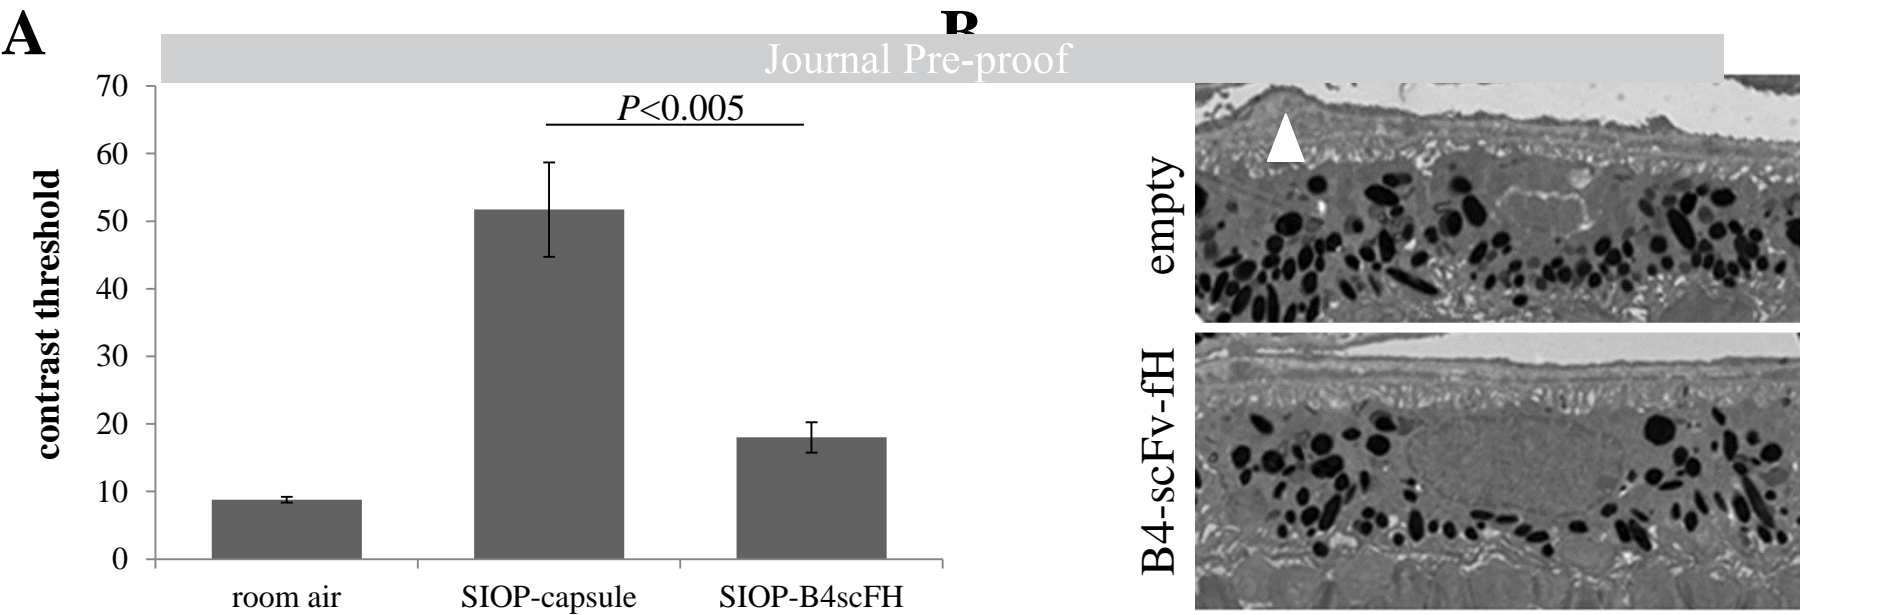 A
B
Journal Pre-proof
70
60
50
40
30
20
10
0
contrast threshold
P<0.005
room air
SIOP-capsule
SIOP-B4scFH
empty
B4-scFv-fH